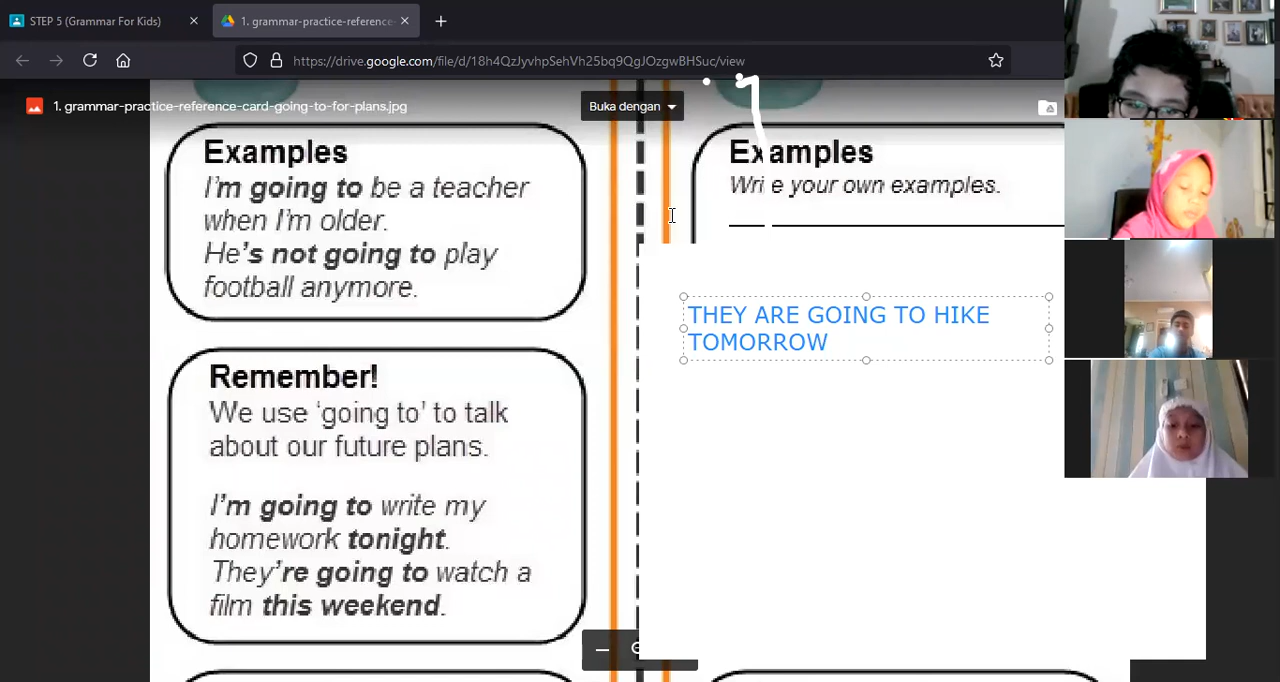 STEP 5 (Grammar For Kids)
1. grammar-practice-reference-
https://drive.google.com/file/d/18h4QzJyvhpSehVh25bq9QgJOzgwBHSuc/view
1. grammar-practice-reference-card-going-to-for-plans.jpg
Buka dengan
Examples
I'm going to be a teacher
when I'm older.
He's not going to play
football anymore.
Remember!
We use 'going to' to talk
about our future plans.
I'm going to write my
homework tonight.
They're going to watch a
film this weekend.
Examples
Write your own examples.
THEY ARE GOING TO HIKE
TOMORROW